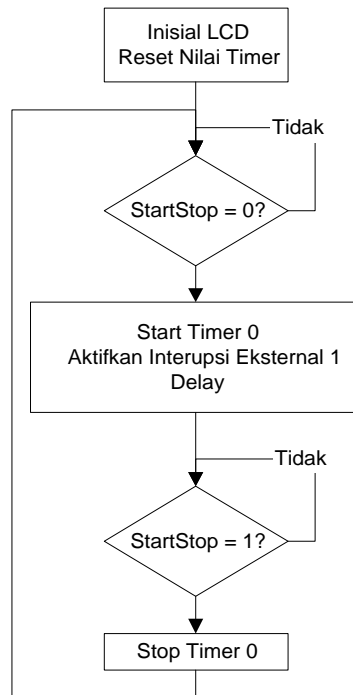 Inisial LCD
Reset Nilai Timer
Tidak
StartStop = 0?
Start Timer 0
Aktifkan Interupsi Eksternal 1
Delay
Tidak
StartStop = 1?
Stop Timer 0